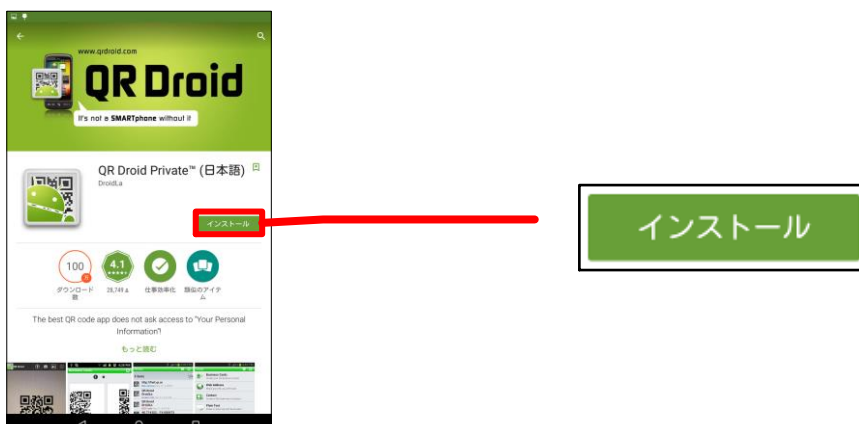 www.qrdroid.com
QR Droid
It's not a SMARTphone without it
QR Droid Private™ (日本語)
DroidLa
インストール
インストール
100
万
4.1
ダウンロード
数
28,749
仕事効率化
類似のアイテ
ム
The best QR code app does not ask access to "Your Personal
Information"!
もっと読む